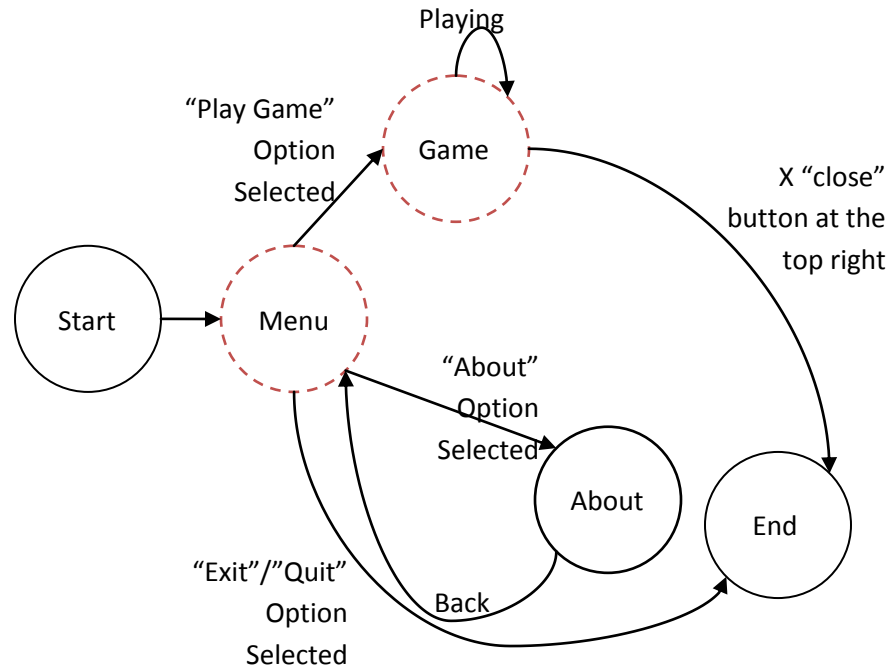 Playing
“Play Game”
Option
Selected
Game
X “close”
button at the
top right
Start
Menu
“About”
Option
Selected
About
End
“Exit”/”Quit”
Option
Selected
Back